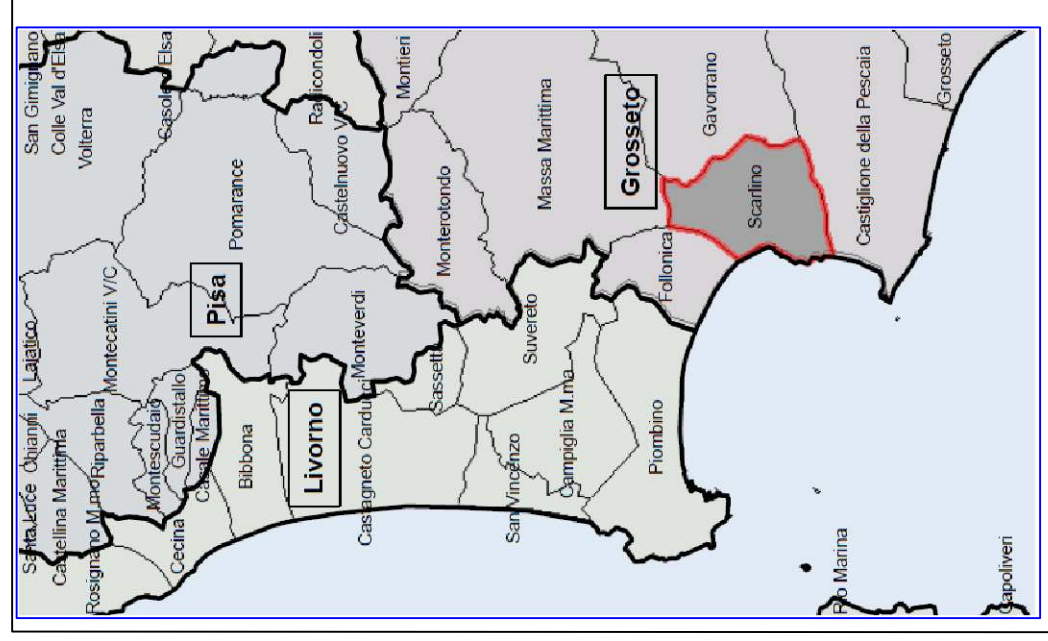 San Gimignano
Colle Val d'Elsa
Volterra
Casole Elsa
Radicondoli
Montieri
Massa Marittima
Grosseto
Gavorrano
Scarlino
Castiglione della Pescaia
Grosseto
Pomarance
Castelnuovo V/C
Monterotondo
Follonica
Lajatico
Montecatini V/C
Pisa
Monteverdi
Suvereto
Santa Luce
Chianni
Castellina Marittima
Riparbella
Rosignano M.mo
Montescudaio
Guardistallo
Casale Marittim
Cecina
Bibbona
Livorno
Castagneto Carducci
Sassetta
San Vincenzo
Campiglia M.ma
Piombino
Rio Marina
Capoliveri